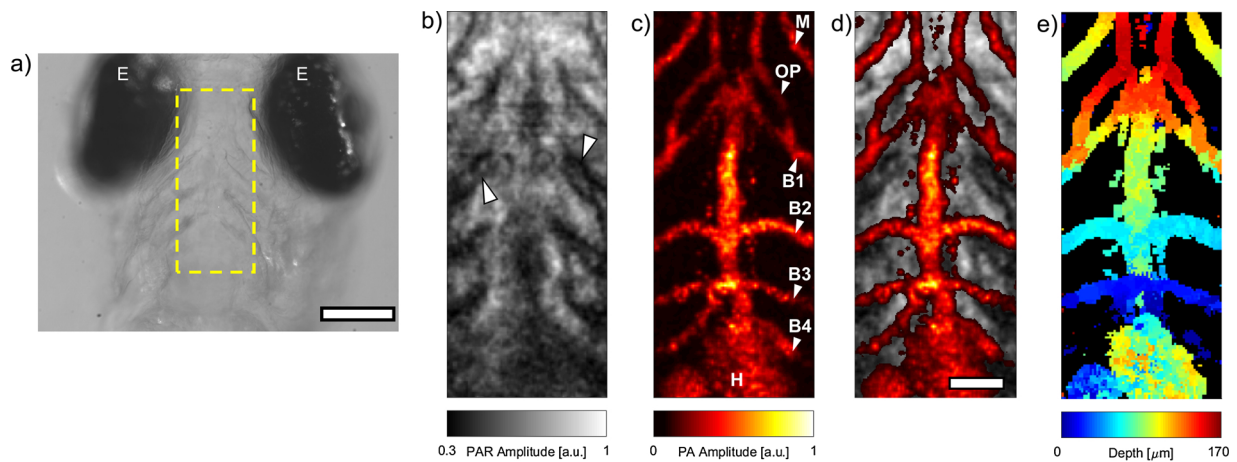 a)
E
E
b)
0.3
PAR Amplitude [a.u.]
1
c)
M
OP
B1
B2
B3
B4
H
0
PA Amplitude [a.u.]
1
d)
e)
0
Depth [μm]
170